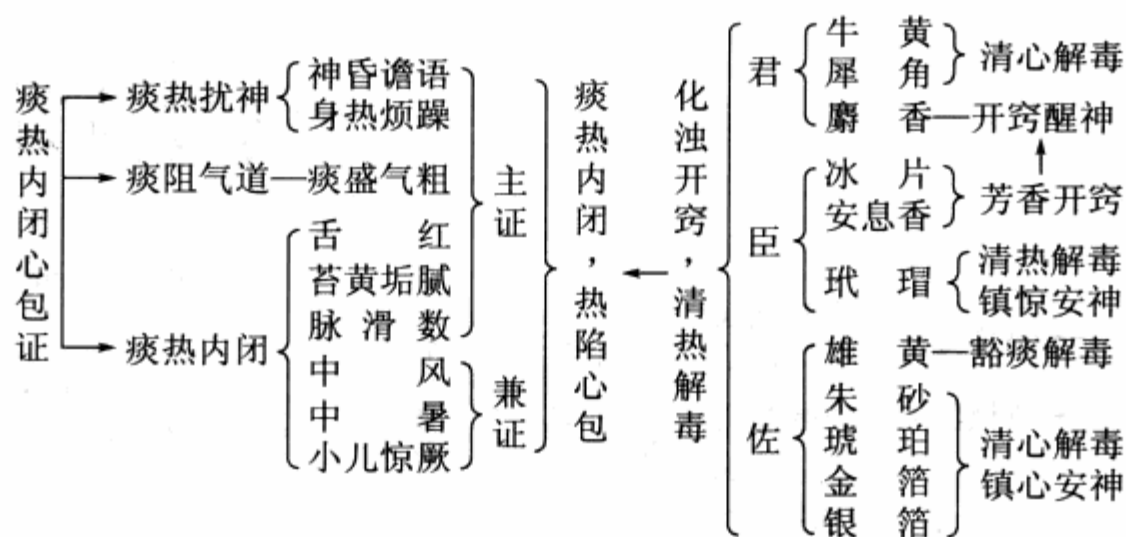 痰热内闭心包证
痰热扰神
神昏谵语
身热烦躁
痰阻气道—痰盛气粗
痰热内闭
舌红
苔黄垢腻
脉滑数
中风
中暑
小儿惊厥
主证
兼证
痰热内闭，热陷心包
化浊开窍，清热解毒
君
牛黄
犀角
清心解毒
麝香—开窍醒神
臣
冰片
安息香
芳香开窍
玳瑁
清热解毒
镇惊安神
佐
雄黄—豁痰解毒
朱砂
琥珀
金箔
银箔
清心解毒
镇心安神